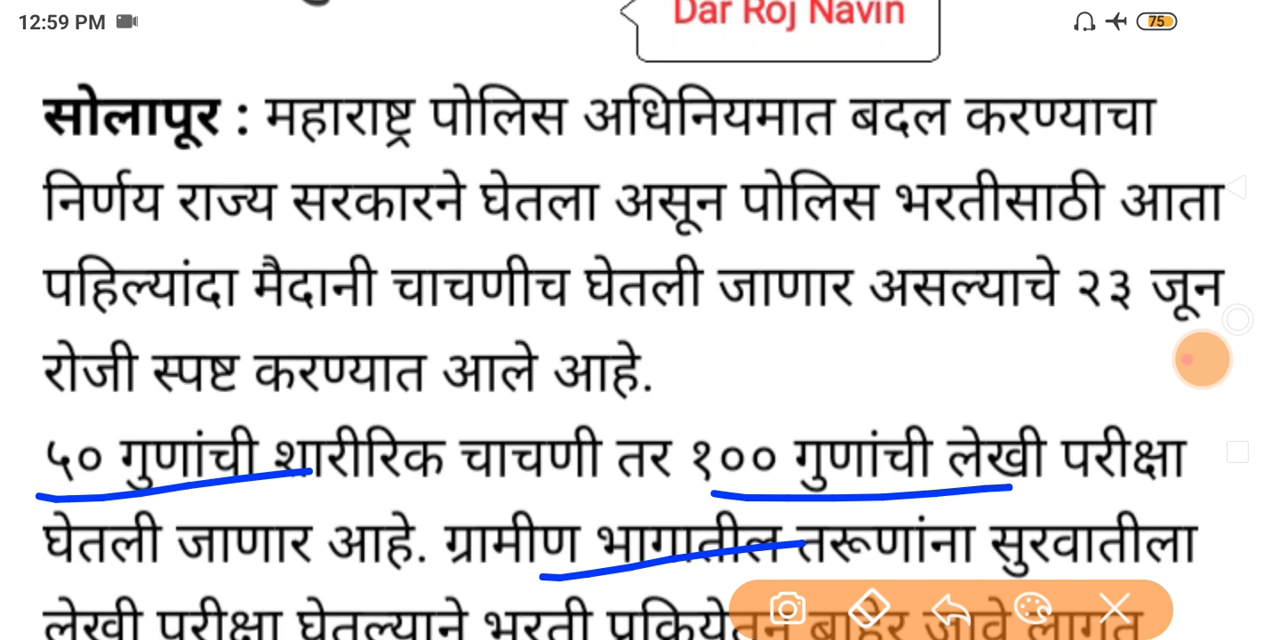 12:59 PM
75
Dar Roj Navin
सोलापूर : महाराष्ट्र पोलिस अधिनियमात बदल करण्याचा
निर्णय राज्य सरकारने घेतला असून पोलिस भरतीसाठी आता
पहिल्यांदा मैदानी चाचणीच घेतली जाणार असल्याचे २३ जून
रोजी स्पष्ट करण्यात आले आहे.
५० गुणांची शारीरिक चाचणी तर १०० गुणांची लेखी परीक्षा
घेतली जाणार आहे. ग्रामीण भागातील तरूणांना सुरवातीला
लेखी परीक्षा घेतल्याने भरती प्रक्रियेतून बाहेर जावे लागत